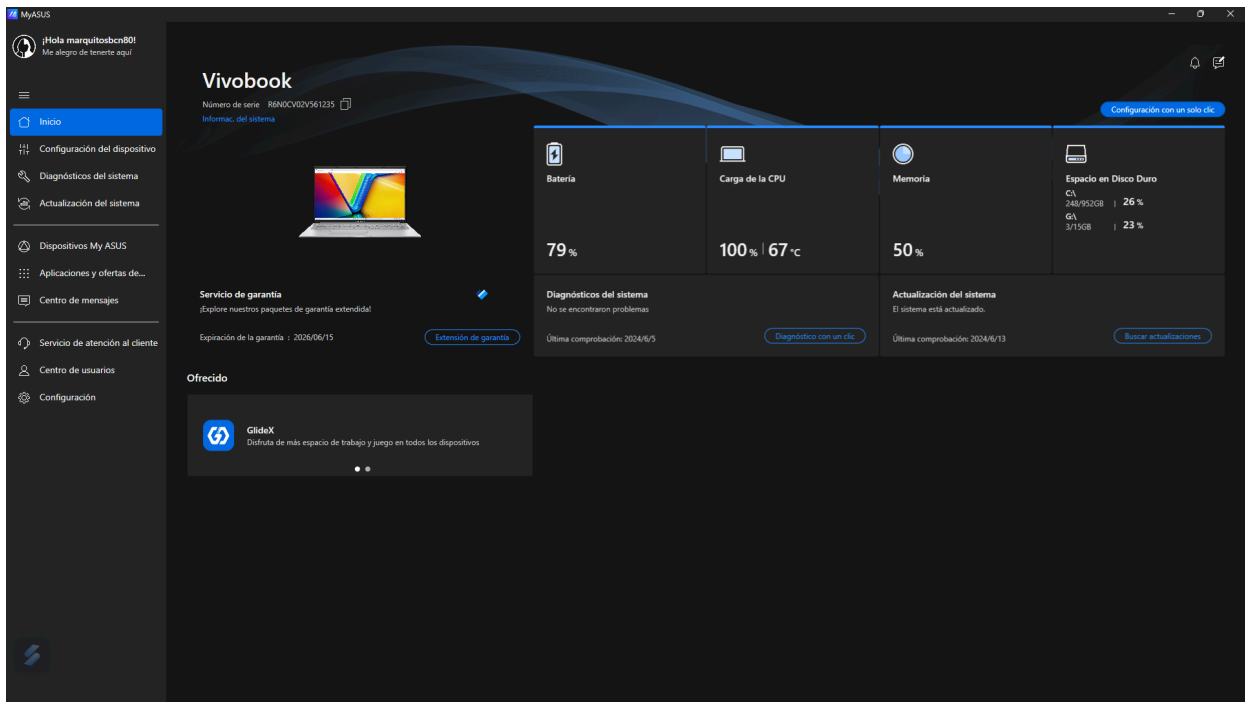 MyASUS
¡Hola marquitosbcn80!
Me alegro de tenerte aquí
Inicio
Configuración del dispositivo
Diagnósticos del sistema
Actualización del sistema
Dispositivos My ASUS
Aplicaciones y ofertas de...
Centro de mensajes
Servicio de atención al cliente
Centro de usuarios
Configuración
Vivobook
Número de serie R6N0CV02V561235
Informac. del sistema
Configuración con un solo clic
Batería
79 %
Carga de la CPU
100 % 67 °C
Memoria
50 %
Espacio en Disco Duro
C:\
248/952GB | 26 %
G:\
3/15GB | 23 %
Servicio de garantía
¡Explore nuestros paquetes de garantía extendida!
Expiración de la garantía : 2026/06/15
Extensión de garantía
Diagnósticos del sistema
No se encontraron problemas
Última comprobación: 2024/6/5
Diagnóstico con un clic
Actualización del sistema
El sistema está actualizado.
Última comprobación: 2024/6/13
Buscar actualizaciones
Ofrecido
GlideX
Disfruta de más espacio de trabajo y juego en todos los dispositivos